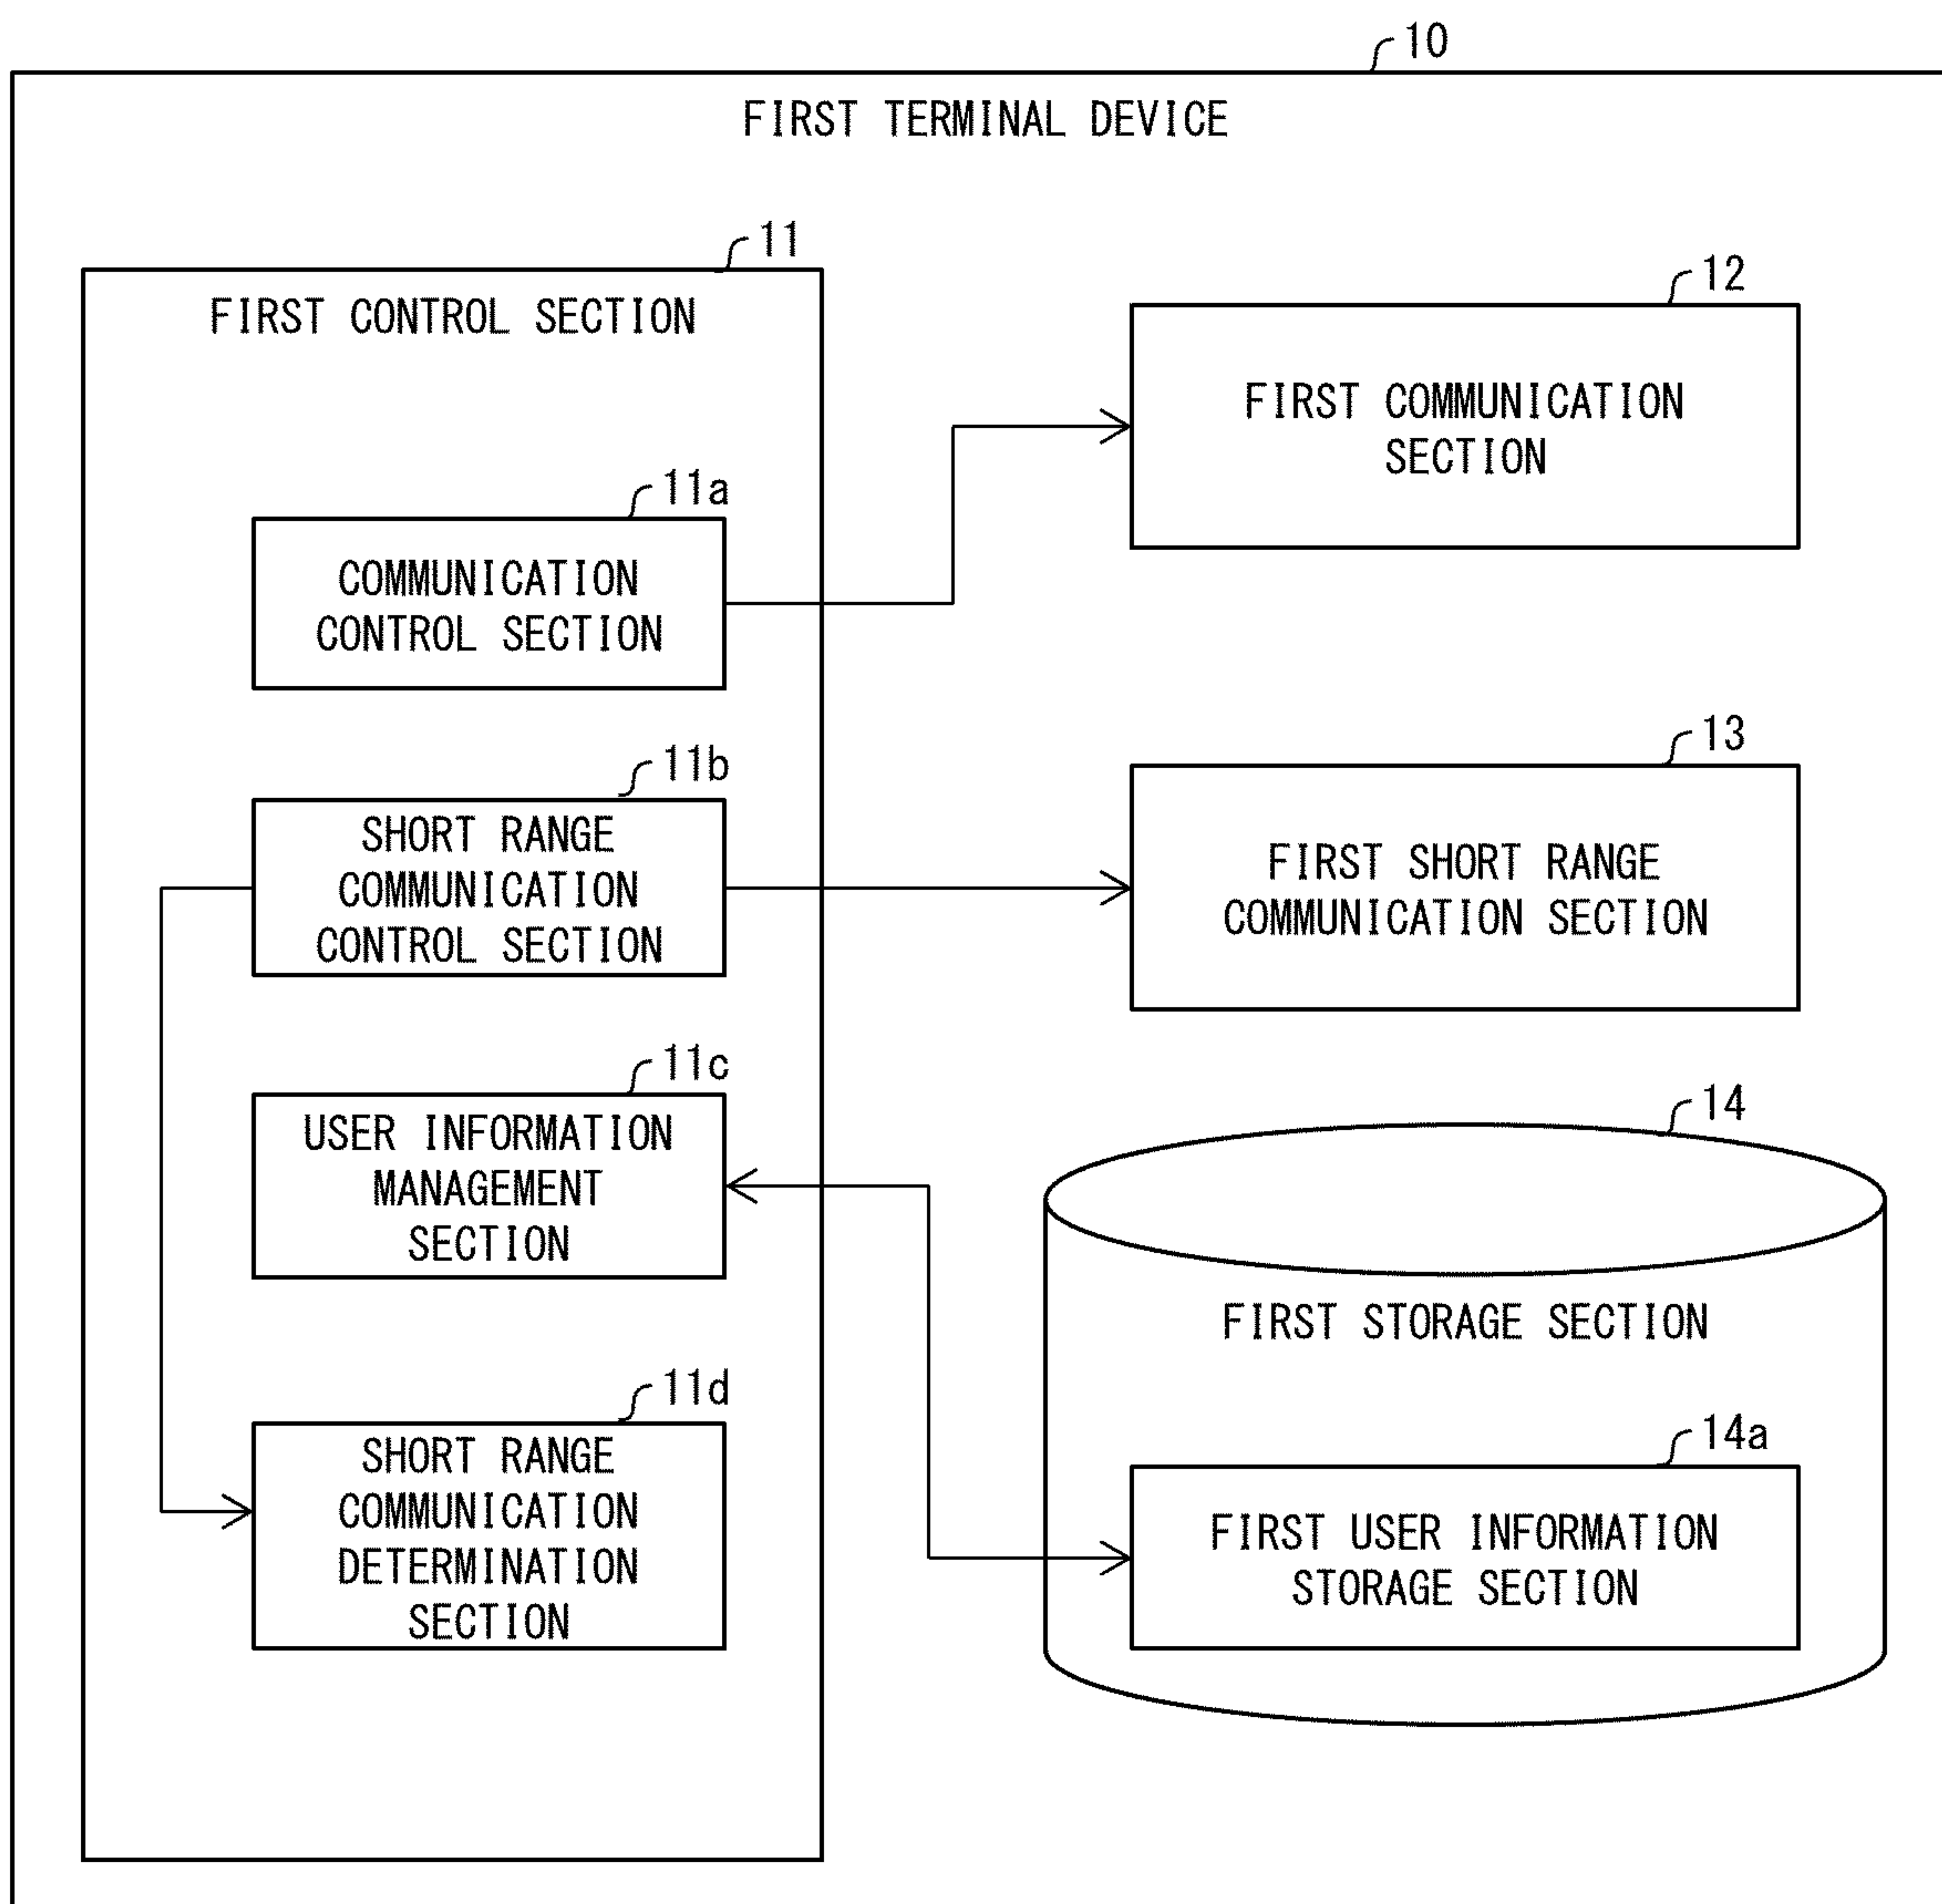 10
FIRST TERMINAL DEVICE
11
FIRST CONTROL SECTION
12
FIRST COMMUNICATION
SECTION
11a
COMMUNICATION
CONTROL SECTION
11b
SHORT RANGE
COMMUNICATION
CONTROL SECTION
13
FIRST SHORT RANGE
COMMUNICATION SECTION
11c
USER INFORMATION
MANAGEMENT
SECTION
14
FIRST STORAGE SECTION
11d
SHORT RANGE
COMMUNICATION
DETERMINATION
SECTION
14a
FIRST USER INFORMATION
STORAGE SECTION